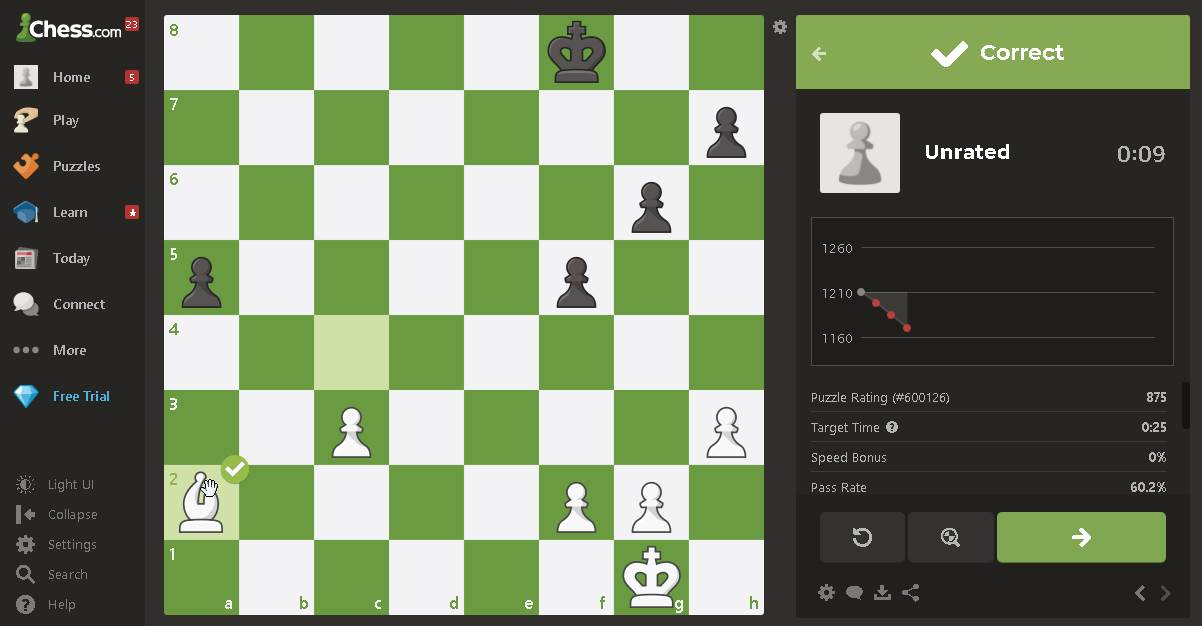 Chess.com 23
Home 5
Play
Puzzles
Learn
Today
Connect
More
Free Trial
Light UI
Collapse
Settings
Search
Help
8
7
6
5
4
3
2
1
a b c d e f g h
Correct
Unrated 0:09
1260
1210
1160
Puzzle Rating (#600126) 875
Target Time ? 0:25
Speed Bonus 0%
Pass Rate 60.2%